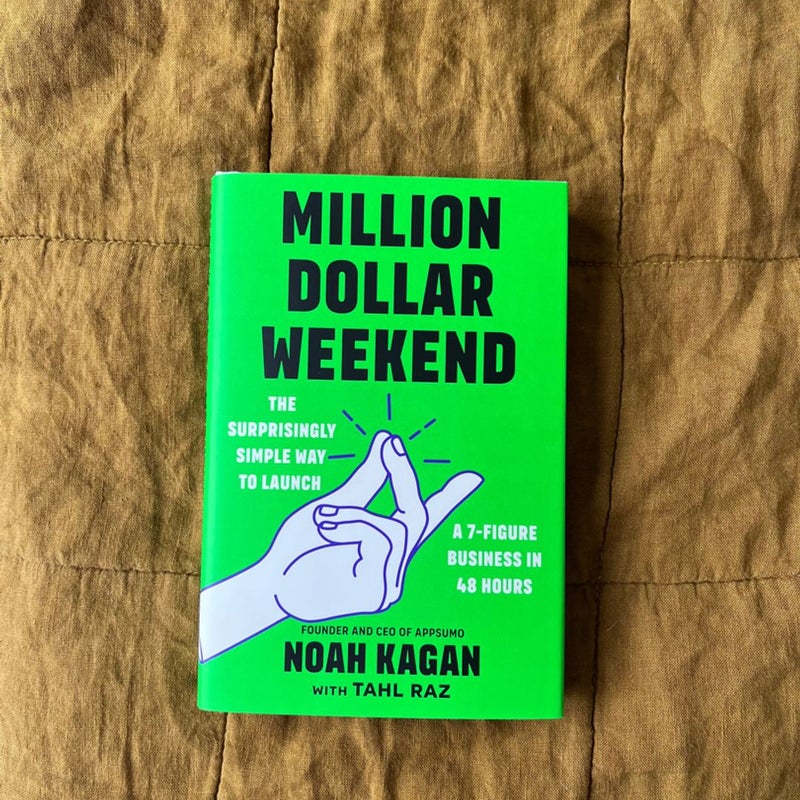 MILLION
DOLLAR
WEEKEND
THE
SURPRISINGLY
SIMPLE WAY
TO LAUNCH
A 7-FIGURE
BUSINESS IN
48 HOURS
FOUNDER AND CEO OF APPSUMO
NOAH KAGAN
WITH TAHL RAZ